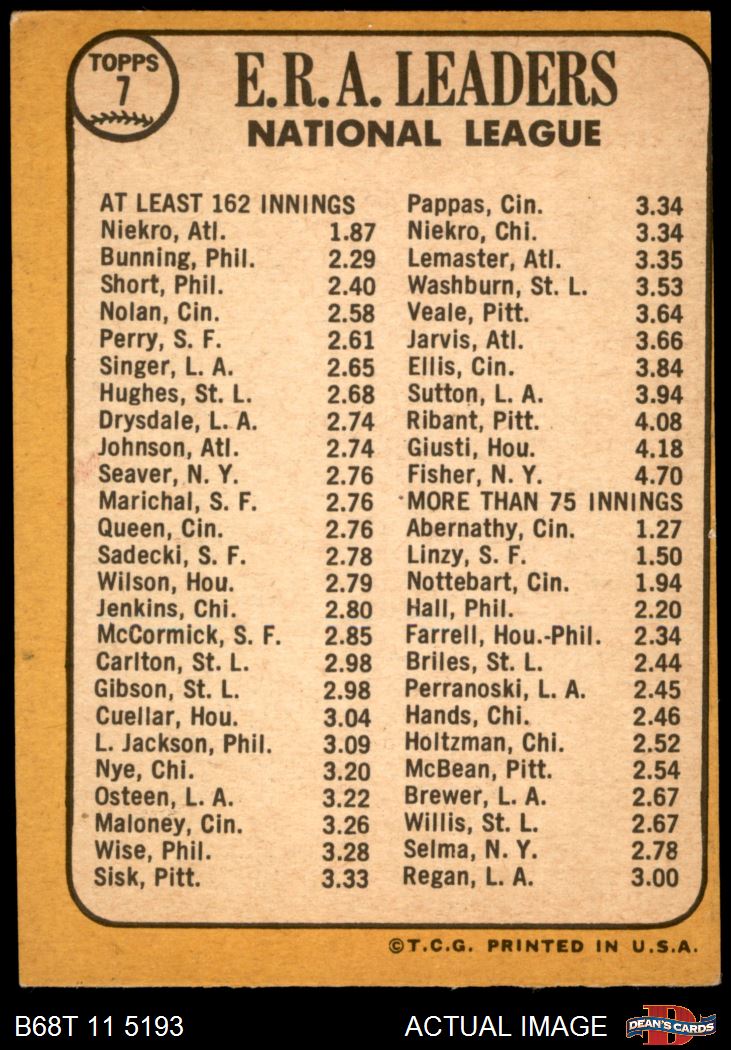 TOPPS
7
E.R.A. LEADERS
NATIONAL LEAGUE
AT LEAST 162 INNINGS
Niekro, Atl. 1.87
Bunning, Phil. 2.29
Short, Phil. 2.40
Nolan, Cin. 2.58
Perry, S. F. 2.61
Singer, L. A. 2.65
Hughes, St. L. 2.68
Drysdale, L. A. 2.74
Johnson, Atl. 2.74
Seaver, N. Y. 2.76
Marichal, S. F. 2.76
Queen, Cin. 2.76
Sadecki, S. F. 2.78
Wilson, Hou. 2.79
Jenkins, Chi. 2.80
McCormick, S. F. 2.85
Carlton, St. L. 2.98
Gibson, St. L. 2.98
Cuellar, Hou. 3.04
L. Jackson, Phil. 3.09
Nye, Chi. 3.20
Osteen, L. A. 3.22
Maloney, Cin. 3.26
Wise, Phil. 3.28
Sisk, Pitt. 3.33
Pappas, Cin. 3.34
Niekro, Chi. 3.34
Lemaster, Atl. 3.35
Washburn, St. L. 3.53
Veale, Pitt. 3.64
Jarvis, Atl. 3.66
Ellis, Cin. 3.84
Sutton, L. A. 3.94
Ribant, Pitt. 4.08
Giusti, Hou. 4.18
Fisher, N. Y. 4.70
MORE THAN 75 INNINGS
Abernathy, Cin. 1.27
Linzy, S. F. 1.50
Nottebart, Cin. 1.94
Hall, Phil. 2.20
Farrell, Hou.-Phil. 2.34
Briles, St. L. 2.44
Perranoski, L. A. 2.45
Hands, Chi. 2.46
Holtzman, Chi. 2.52
McBean, Pitt. 2.54
Brewer, L. A. 2.67
Willis, St. L. 2.67
Selma, N. Y. 2.78
Regan, L. A. 3.00
©T.C.G. PRINTED IN U.S.A.
B68T 11 5193 ACTUAL IMAGE
D
DEAN'S CARDS